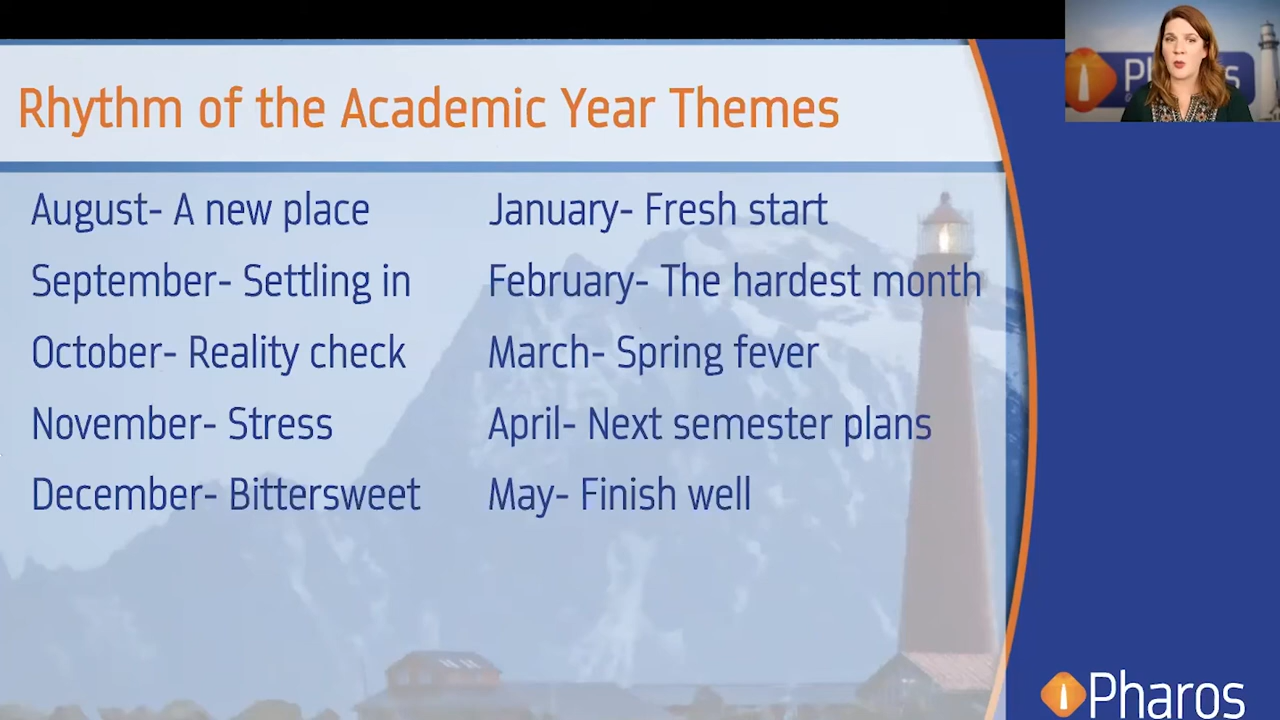 Rhythm of the Academic Year Themes
August- A new place
September- Settling in
October- Reality check
November- Stress
December- Bittersweet
January- Fresh start
February- The hardest month
March- Spring fever
April- Next semester plans
May- Finish well
Pharos